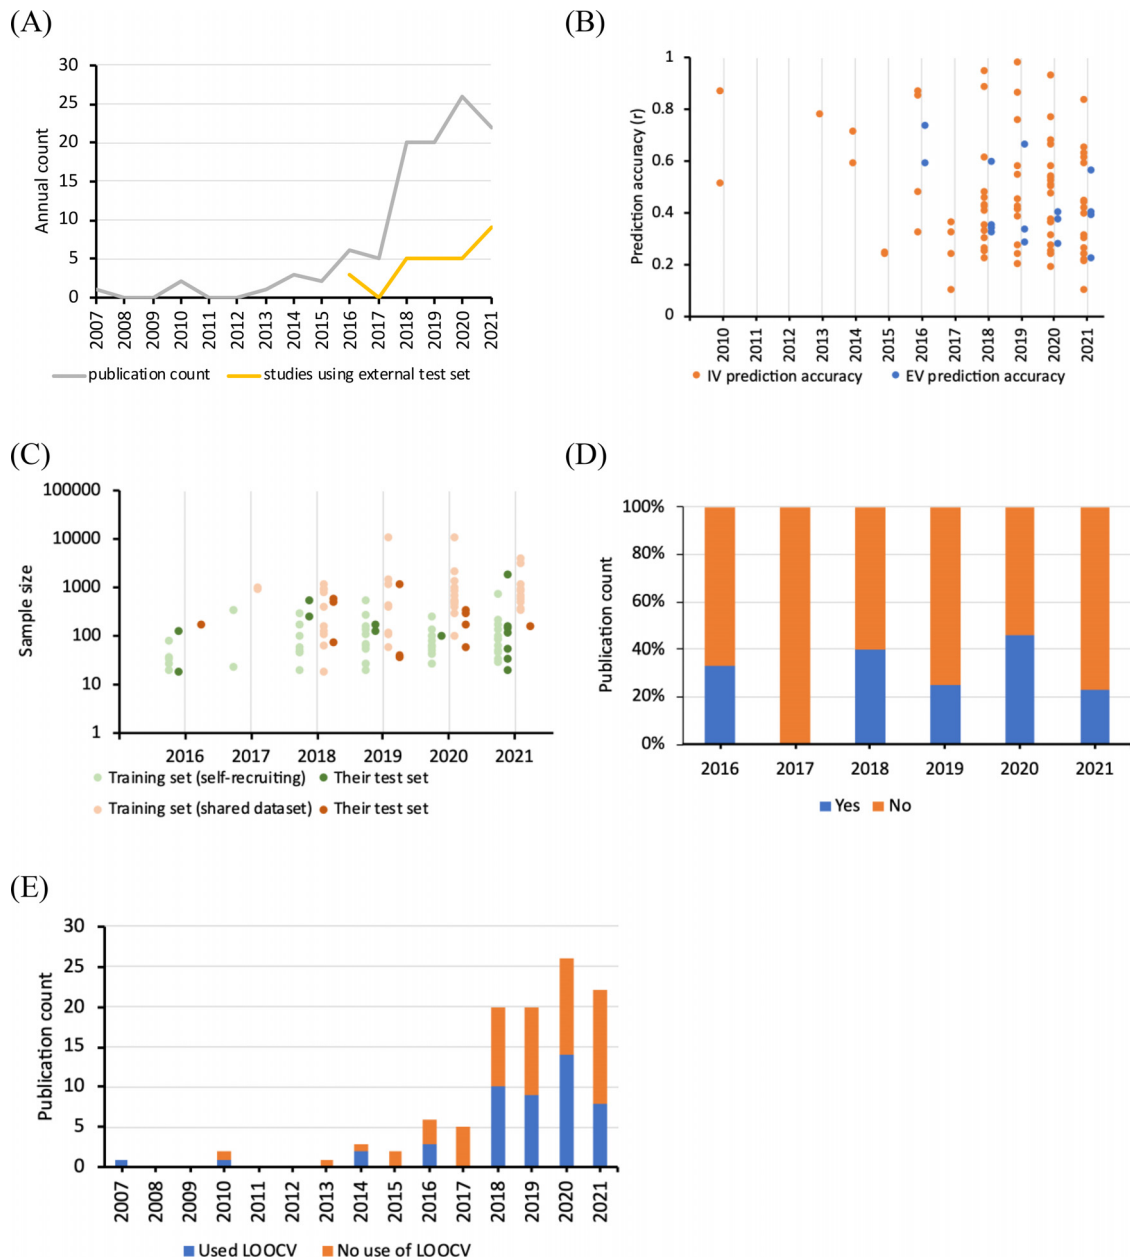 (A)
30
25
20
15
10
5
0
Annual count
2007 2008 2009 2010 2011 2012 2013 2014 2015 2016 2017 2018 2019 2020 2021
publication count studies using external test set
(B)
1
0.8
0.6
0.4
0.2
0
Prediction accuracy (r)
2010 2011 2012 2013 2014 2015 2016 2017 2018 2019 2020 2021
IV prediction accuracy EV prediction accuracy
(C)
100000
10000
1000
100
10
1
Sample size
2016 2017 2018 2019 2020 2021
Training set (self-recruiting) Their test set
Training set (shared dataset) Their test set
(D)
100%
80%
60%
40%
20%
0%
Publication count
2016 2017 2018 2019 2020 2021
Yes No
(E)
30
25
20
15
10
5
0
Publication count
2007 2008 2009 2010 2011 2012 2013 2014 2015 2016 2017 2018 2019 2020 2021
Used LOOCV No use of LOOCV